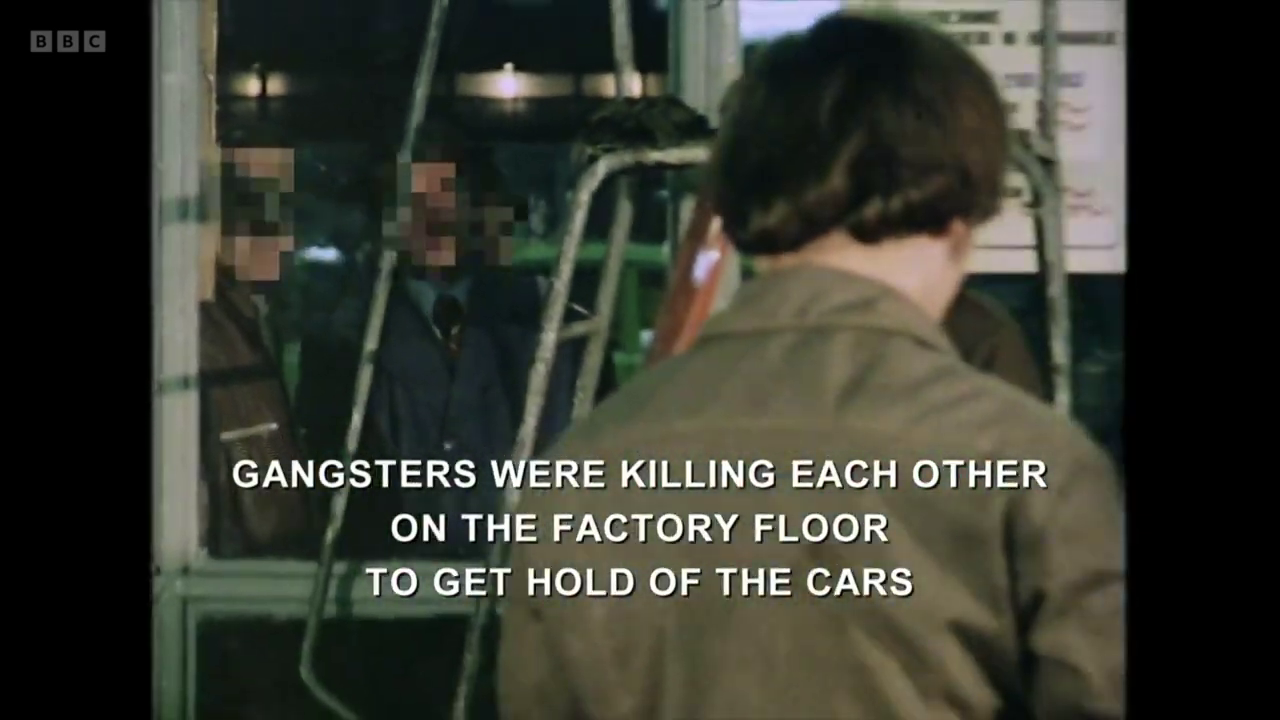 BBC
GANGSTERS WERE KILLING EACH OTHER
ON THE FACTORY FLOOR
TO GET HOLD OF THE CARS